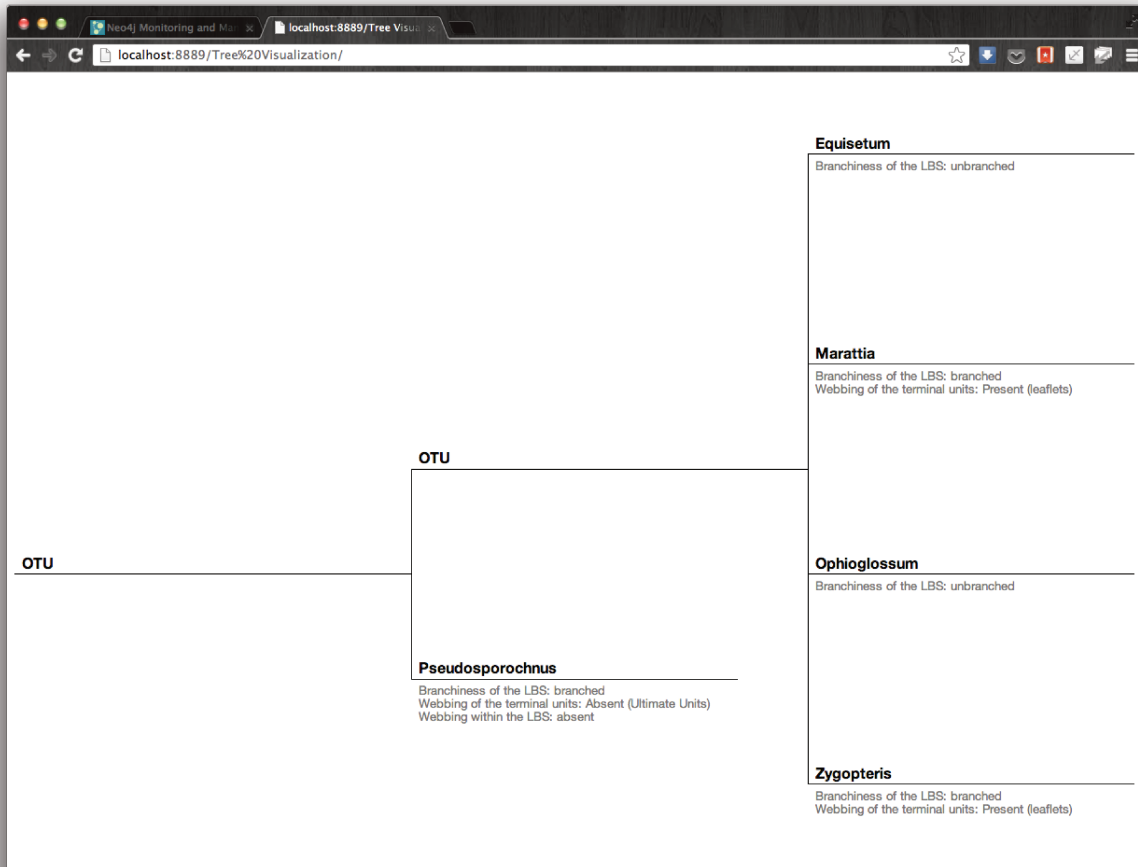 Neo4j Monitoring and Ma
localhost:8889/Tree Visua
localhost:8889/Tree%20Visualization/
Equisetum
Branchiness of the LBS: unbranched
Marattia
Branchiness of the LBS: branched
Webbing of the terminal units: Present (leaflets)
OTU
OTU
Ophioglossum
Branchiness of the LBS: unbranched
Pseudosporochnus
Branchiness of the LBS: branched
Webbing of the terminal units: Absent (Ultimate Units)
Webbing within the LBS: absent
Zygopteris
Branchiness of the LBS: branched
Webbing of the terminal units: Present (leaflets)